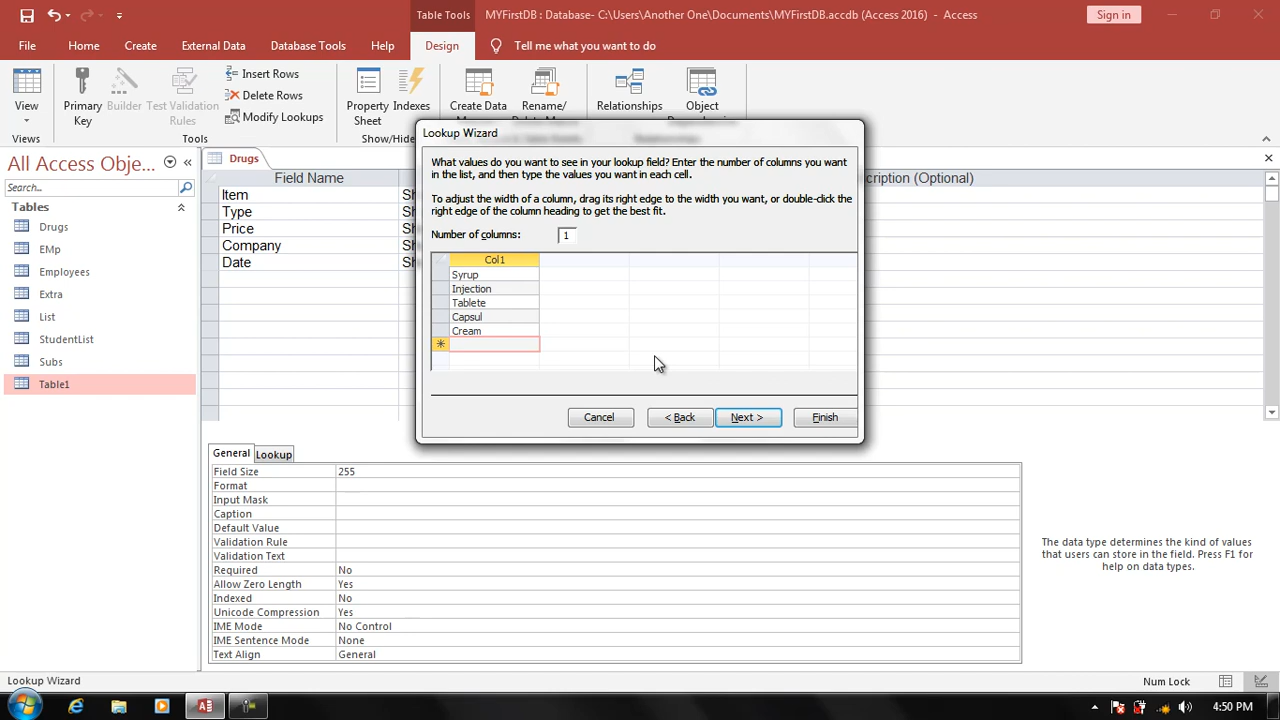 Table Tools
MYFirstDB : Database- C:\Users\Another One\Documents\MYFirstDB.accdb (Access 2016) - Access
Sign in
File Home Create External Data Database Tools Help Design Tell me what you want to do
View
Views
Primary Key
Builder
Test Validation Rules
Insert Rows
Delete Rows
Modify Lookups
Tools
Property Sheet
Indexes
Show/Hide
Create Data
Rename/
Relationships
Object
All Access Obje...
Search...
Tables
Drugs
EMp
Employees
Extra
List
StudentList
Subs
Table1
Drugs
Field Name
cription (Optional)
Item Sh
Type Sh
Price Sh
Company Sh
Date Sh
Lookup Wizard
What values do you want to see in your lookup field? Enter the number of columns you want
in the list, and then type the values you want in each cell.
To adjust the width of a column, drag its right edge to the width you want, or double-click the
right edge of the column heading to get the best fit.
Number of columns: 1
Col1
Syrup
Injection
Tablete
Capsul
Cream
Cancel < Back Next > Finish
General Lookup
Field Size 255
Format
Input Mask
Caption
Default Value
Validation Rule
Validation Text
Required No
Allow Zero Length Yes
Indexed No
Unicode Compression Yes
IME Mode No Control
IME Sentence Mode None
Text Align General
The data type determines the kind of values
that users can store in the field. Press F1 for
help on data types.
Lookup Wizard
Num Lock
4:50 PM